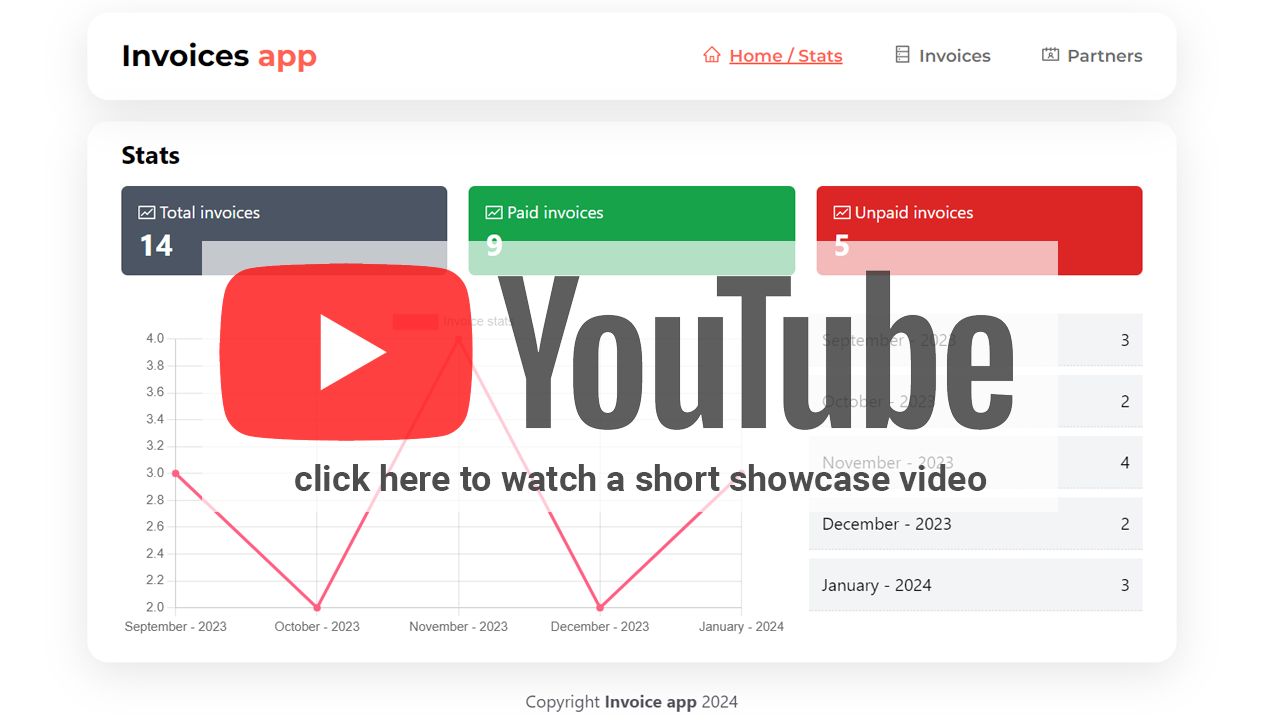 Invoices app
Home / Stats
Invoices
Partners
Stats
Total invoices
14
Paid invoices
9
Unpaid invoices
5
YouTube
click here to watch a short showcase video
Invoice stats
4.0
3.8
3.6
3.4
3.2
3.0
2.8
2.6
2.4
2.2
2.0
September - 2023
October - 2023
November - 2023
December - 2023
January - 2024
September - 2023 3
October - 2023 2
November - 2023 4
December - 2023 2
January - 2024 3
Copyright Invoice app 2024